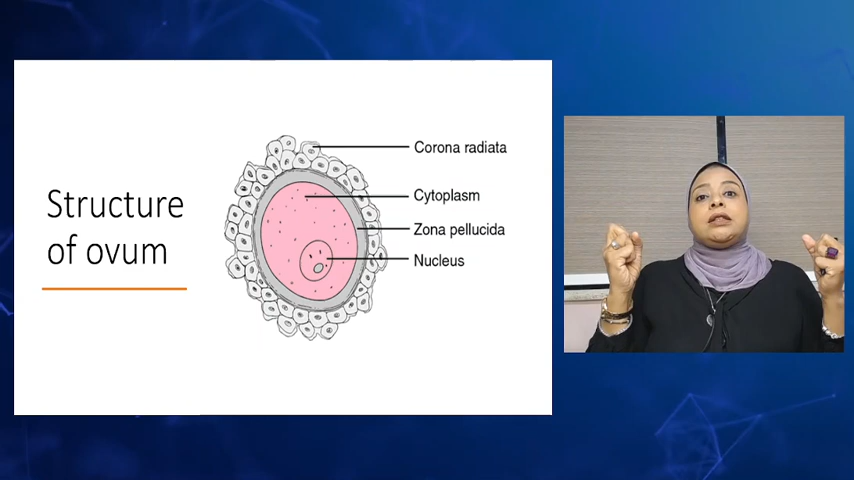 Structure
of ovum
Corona radiata
Cytoplasm
Zona pellucida
Nucleus